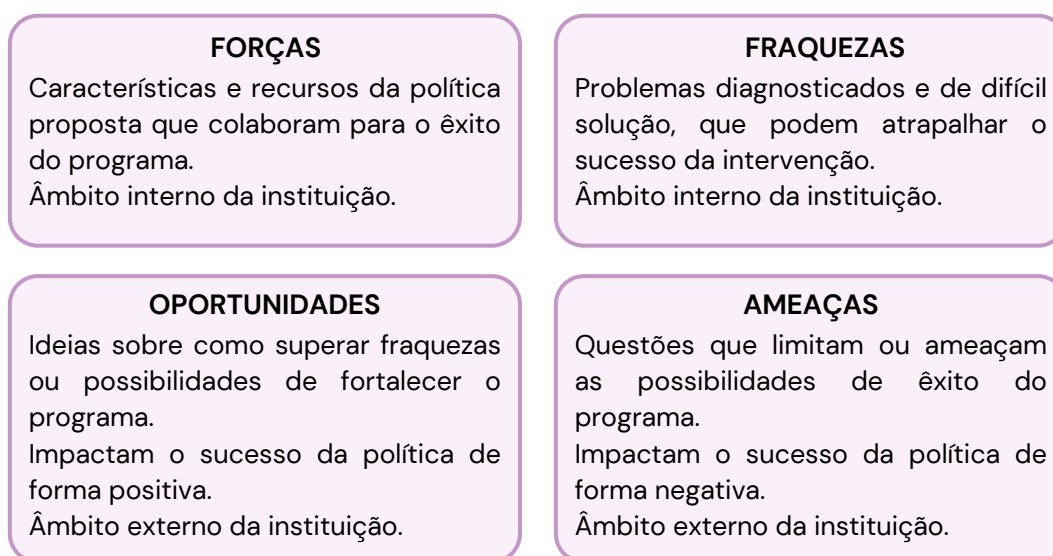 FORÇAS
Características e recursos da política
proposta que colaboram para o êxito
do programa.
Âmbito interno da instituição.
FRAQUEZAS
Problemas diagnosticados e de difícil
solução, que podem atrapalhar o
sucesso da intervenção.
Âmbito interno da instituição.
OPORTUNIDADES
Ideias sobre como superar fraquezas
ou possibilidades de fortalecer o
programa.
Impactam o sucesso da política de
forma positiva.
Âmbito externo da instituição.
AMEAÇAS
Questões que limitam ou ameaçam
as possibilidades de êxito do
programa.
Impactam o sucesso da política de
forma negativa.
Âmbito externo da instituição.